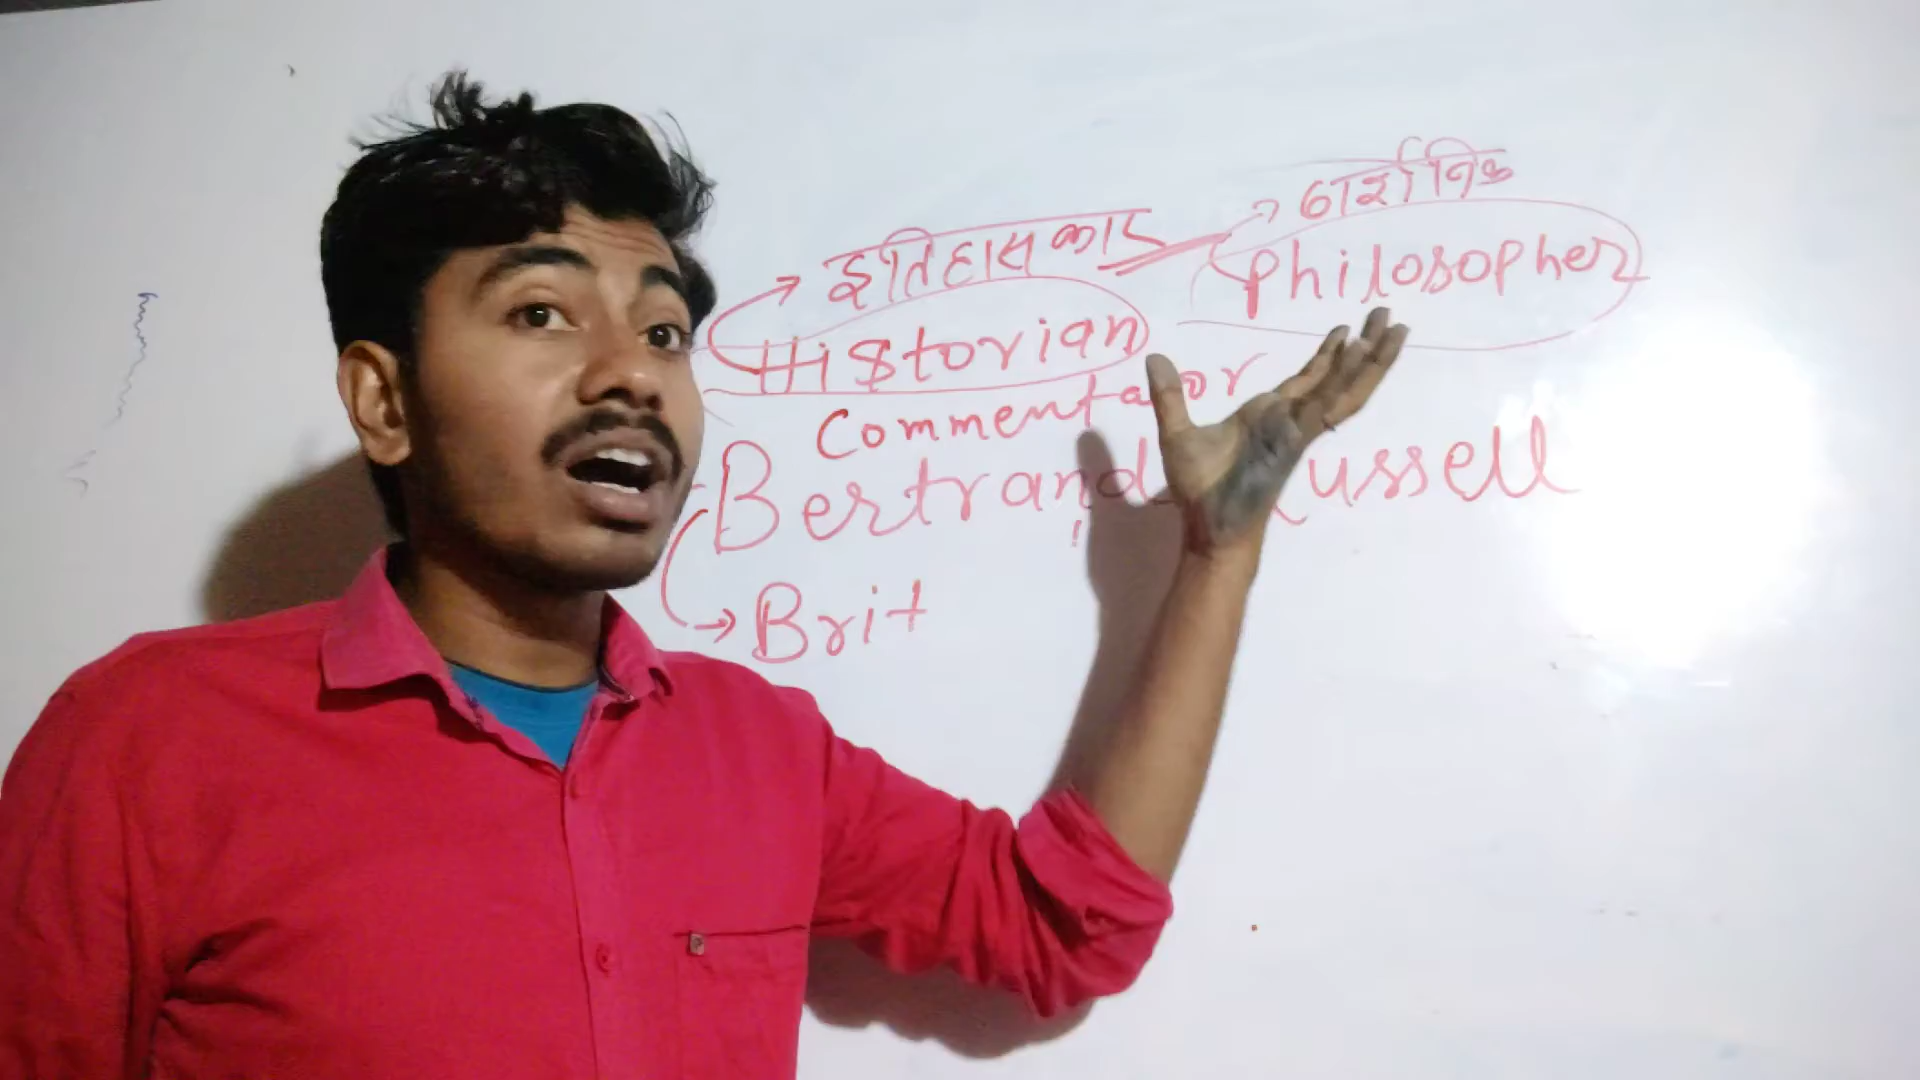 इतिहासकार → दार्शनिक
Historian Philosopher
Commentator
Bertrand Russell
→ Brit